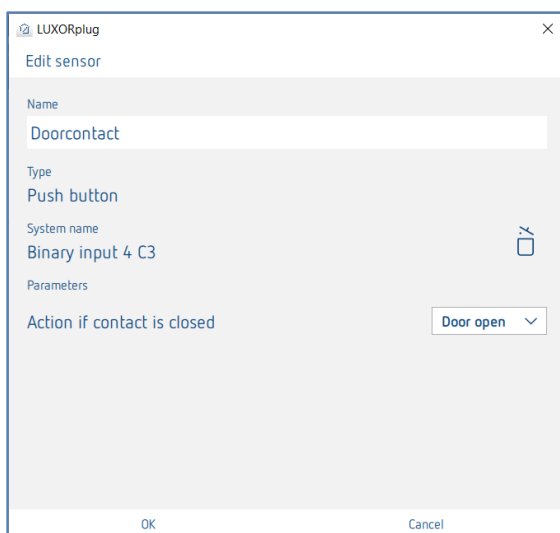 LUXORplug
Edit sensor
Name
Doorcontact
Type
Push button
System name
Binary input 4 C3
Parameters
Action if contact is closed Door open
OK Cancel